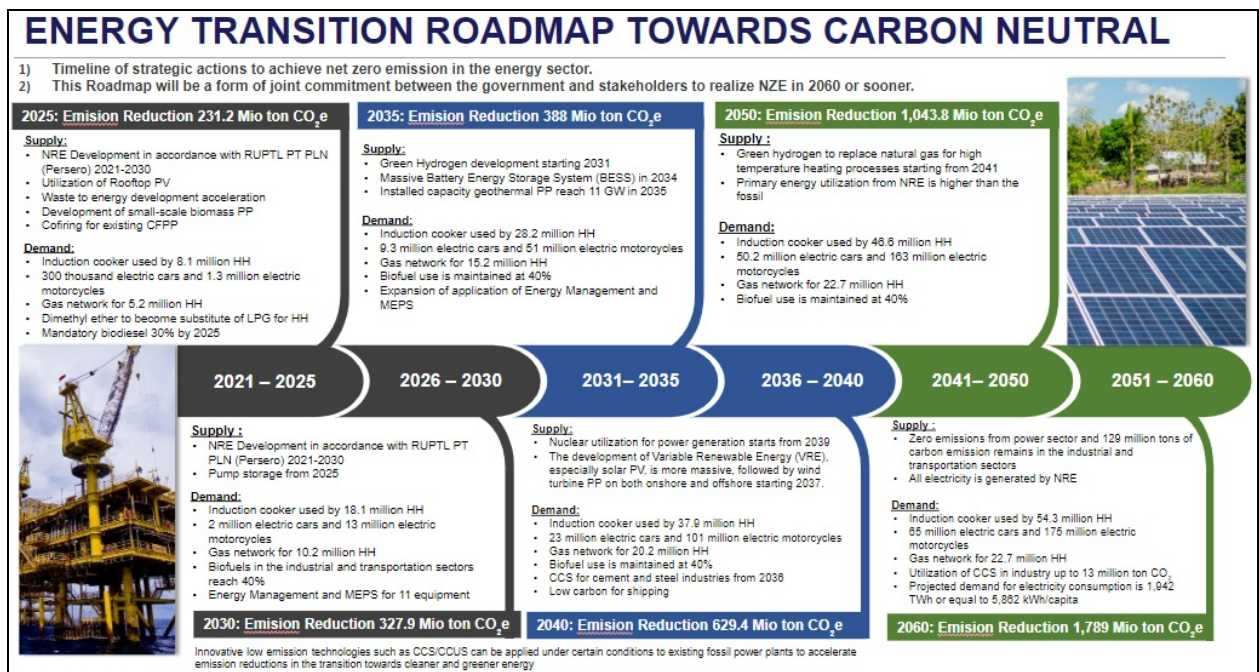 ENERGY TRANSITION ROADMAP TOWARDS CARBON NEUTRAL
1) Timeline of strategic actions to achieve net zero emission in the energy sector.
2) This Roadmap will be a form of joint commitment between the government and stakeholders to realize NZE in 2060 or sooner.
2025: Emision Reduction 231.2 Mio ton CO2e
Supply:
• NRE Development in accordance with RUPTL PT PLN
(Persero) 2021-2030
• Utilization of Rooftop PV
• Waste to energy development acceleration
• Development of small-scale biomass PP
• Cofiring for existing CFPP
Demand:
• Induction cooker used by 8.1 million HH
• 300 thousand electric cars and 1.3 million electric
motorcycles
• Gas network for 5.2 million HH
• Dimethyl ether to become substitute of LPG for HH
• Mandatory biodiesel 30% by 2025
2035: Emision Reduction 388 Mio ton CO2e
Supply:
• Green Hydrogen development starting 2031
• Massive Battery Energy Storage System (BESS) in 2034
• Installed capacity geothermal PP reach 11 GW in 2035
Demand:
• Induction cooker used by 28.2 million HH
• 9.3 million electric cars and 51 million electric motorcycles
• Gas network for 15.2 million HH
• Biofuel use is maintained at 40%
• Expansion of application of Energy Management and
MEPS
2050: Emision Reduction 1,043.8 Mio ton CO2e
Supply :
• Green hydrogen to replace natural gas for high
temperature heating processes starting from 2041
• Primary energy utilization from NRE is higher than the
fossil
Demand:
• Induction cooker used by 46.6 million HH
• 50.2 million electric cars and 163 million electric
motorcycles
• Gas network for 22.7 million HH
• Biofuel use is maintained at 40%
2021 – 2025
2026 – 2030
2031– 2035
2036 – 2040
2041– 2050
2051 – 2060
Supply :
• NRE Development in accordance with RUPTL PT
PLN (Persero) 2021-2030
• Pump storage from 2025
Demand:
• Induction cooker used by 18.1 million HH
• 2 million electric cars and 13 million electric
motorcycles
• Gas network for 10.2 million HH
• Biofuels in the industrial and transportation sectors
reach 40%
• Energy Management and MEPS for 11 equipment
2030: Emision Reduction 327.9 Mio ton CO2e
Supply:
• Nuclear utilization for power generation starts from 2039
• The development of Variable Renewable Energy (VRE),
especially solar PV, is more massive, followed by wind
turbine PP on both onshore and offshore starting 2037.
Demand:
• Induction cooker used by 37.9 million HH
• 23 million electric cars and 101 million electric motorcycles
• Gas network for 20.2 million HH
• Biofuel use is maintained at 40%
• CCS for cement and steel industries from 2036
• Low carbon for shipping
2040: Emision Reduction 629.4 Mio ton CO2e
Supply :
• Zero emissions from power sector and 129 million tons of
carbon emission remains in the industrial and
transportation sectors
• All electricity is generated by NRE
Demand:
• Induction cooker used by 54.3 million HH
• 65 million electric cars and 175 million electric
motorcycles
• Gas network for 22.7 million HH
• Utilization of CCS in industry up to 13 million ton CO2
• Projected demand for electricity consumption is 1,942
TWh or equal to 5,862 kWh/capita
2060: Emision Reduction 1,789 Mio ton CO2e
Innovative low emission technologies such as CCS/CCUS can be applied under certain conditions to existing fossil power plants to accelerate
emission reductions in the transition towards cleaner and greener energy